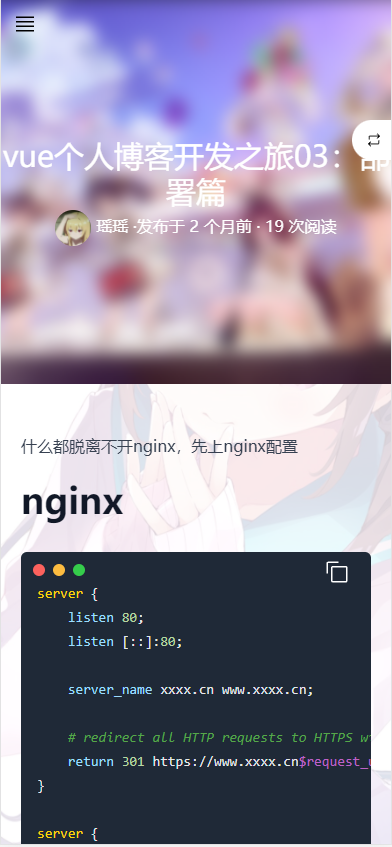 vue个人博客开发之旅03：部
署篇
瑶瑶 ·发布于 2 个月前 · 19 次阅读
什么都脱离不开nginx，先上nginx配置
nginx
server {
listen 80;
listen [::]:80;
server_name xxxx.cn www.xxxx.cn;
# redirect all HTTP requests to HTTPS
return 301 https://www.xxxx.cn$request_u
}
server {